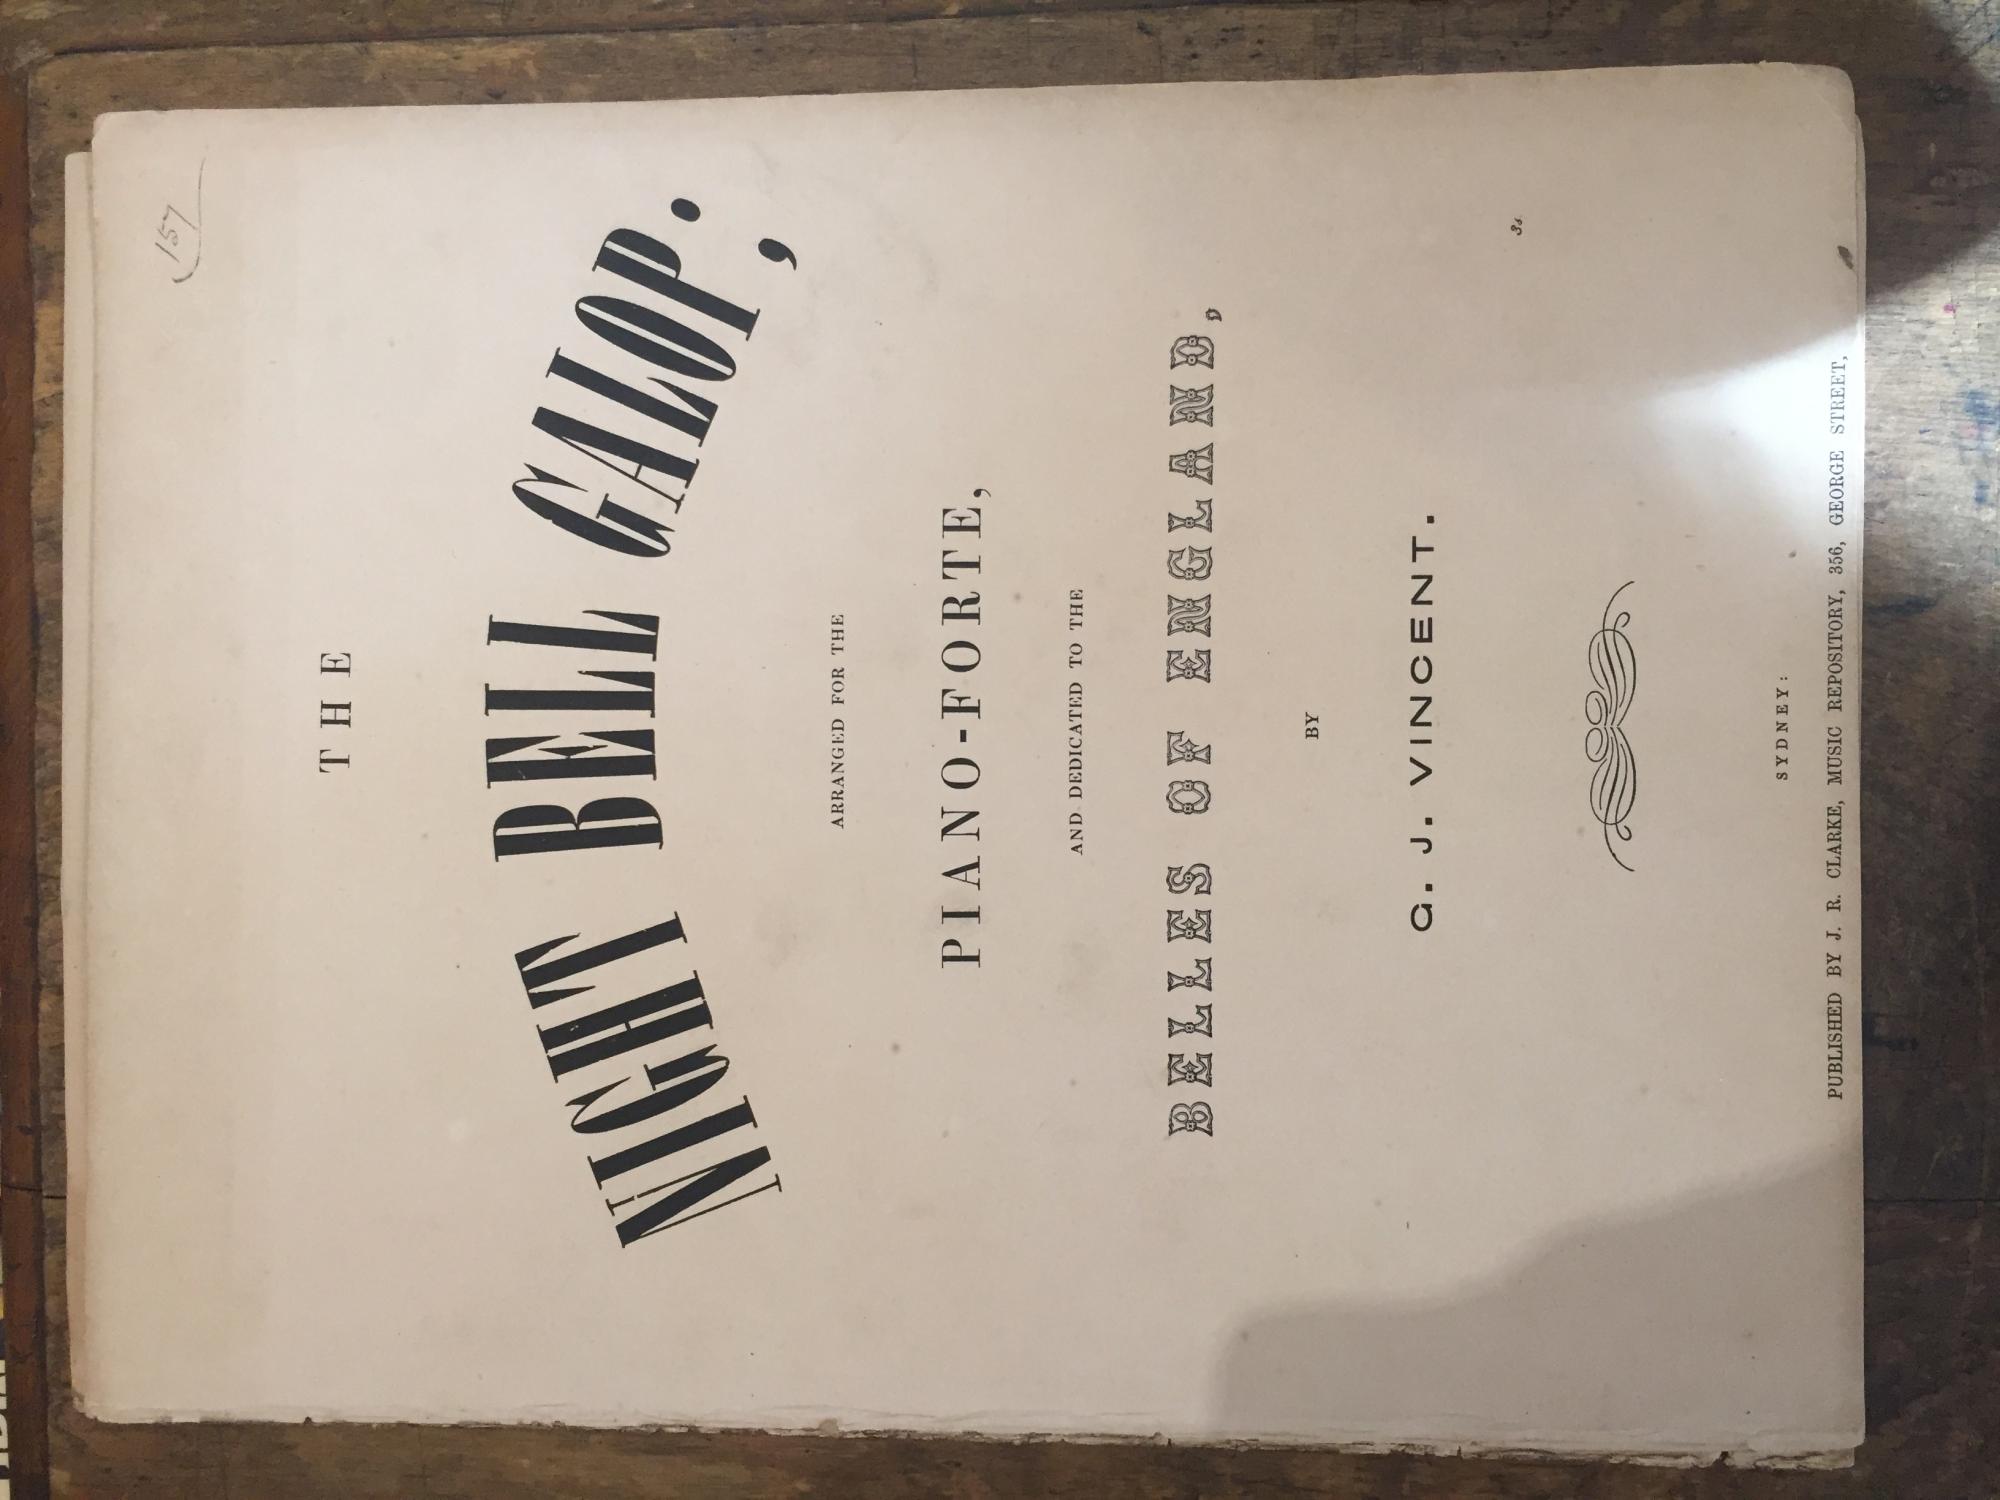 157
THE
NIGHT BELL GALOP.
;
ARRANGED FOR THE
PIANO-FORTE,
AND DEDICATED TO THE
BELLES OF ENGLAND,
BY
G. J. VINCENT.
3s.
SYDNEY:
PUBLISHED BY J. R. CLARKE, MUSIC REPOSITORY, 356, GEORGE STREET,